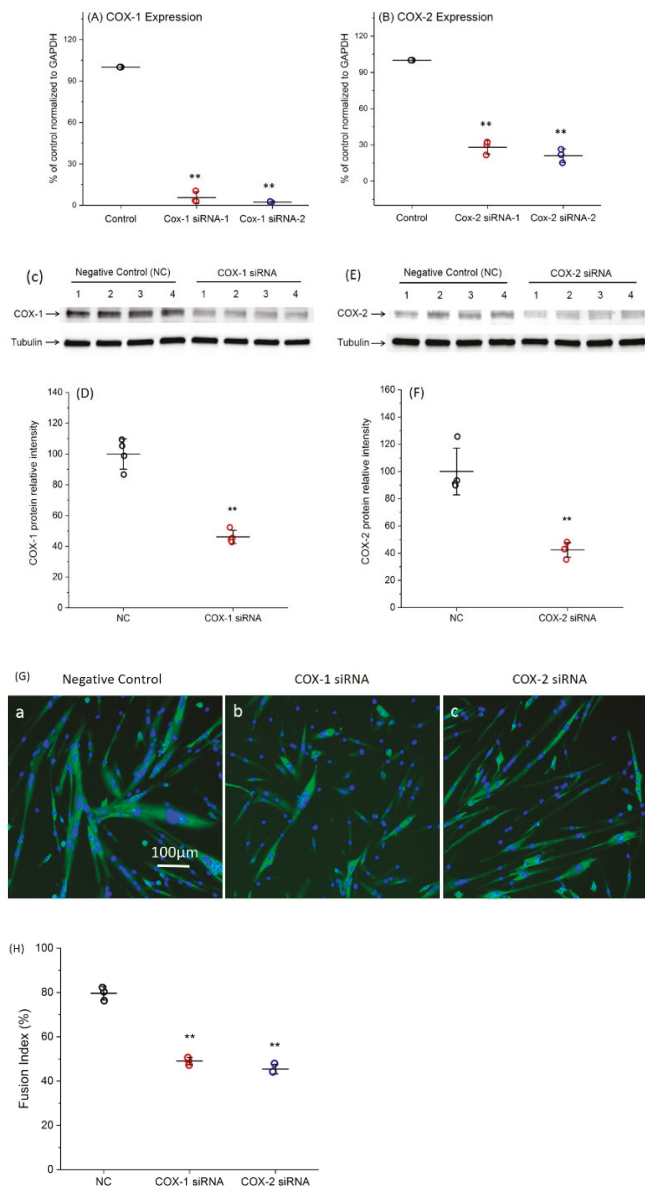 (A) COX-1 Expression
% of control normalized to GAPDH
120
90
60
30
0
**
**
Control
Cox-1 siRNA-1
Cox-1 siRNA-2
(B) COX-2 Expression
% of control normalized to GAPDH
120
90
60
30
0
**
**
Control
Cox-2 siRNA-1
Cox-2 siRNA-2
(C)
Negative Control (NC)
COX-1 siRNA
1 2 3 4 1 2 3 4
COX-1
Tubulin
(E)
Negative Control (NC)
COX-2 siRNA
1 2 3 4 1 2 3 4
COX-2
Tubulin
(D)
COX-1 protein relative intensity
140
120
100
80
60
40
20
0
**
NC
COX-1 siRNA
(F)
COX-2 protein relative intensity
160
140
120
100
80
60
40
20
0
**
NC
COX-2 siRNA
(G)
Negative Control
COX-1 siRNA
COX-2 siRNA
a
b
c
100µm
(H)
Fusion Index (%)
100
80
60
40
20
0
**
**
NC
COX-1 siRNA
COX-2 siRNA